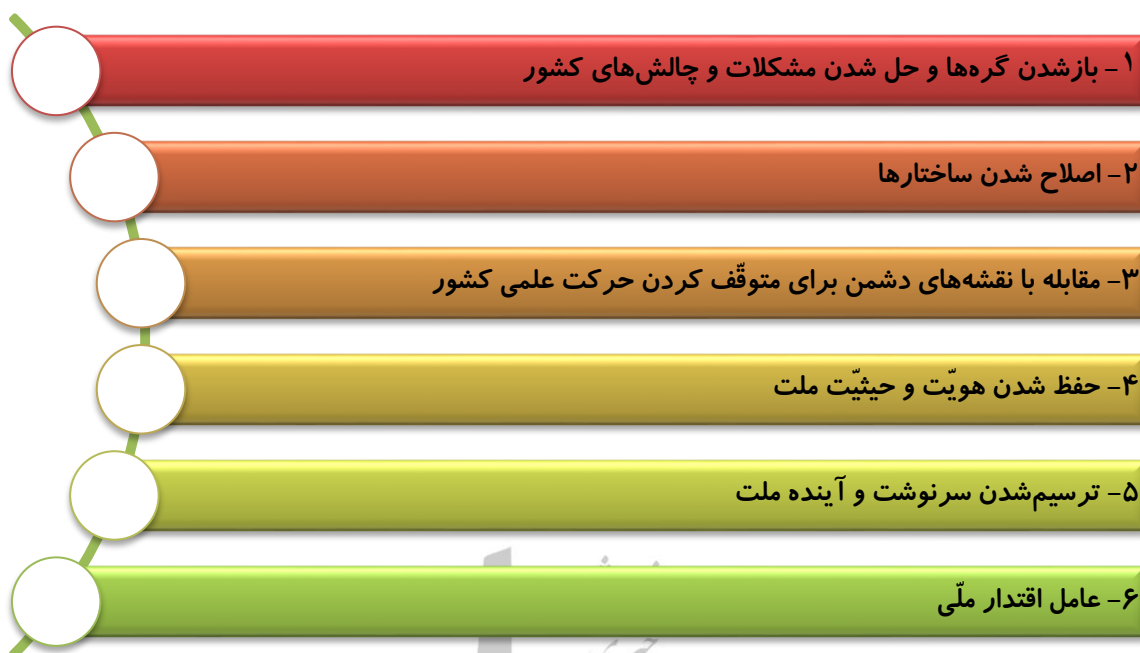 ۱- بازشدن گره‌ها و حل شدن مشکلات و چالش‌های کشور
۲- اصلاح شدن ساختارها
۳- مقابله با نقشه‌های دشمن برای متوقّف کردن حرکت علمی کشور
۴- حفظ شدن هویّت و حیثیّت ملت
۵- ترسیم‌شدن سرنوشت و آینده ملت
۶- عامل اقتدار ملّی